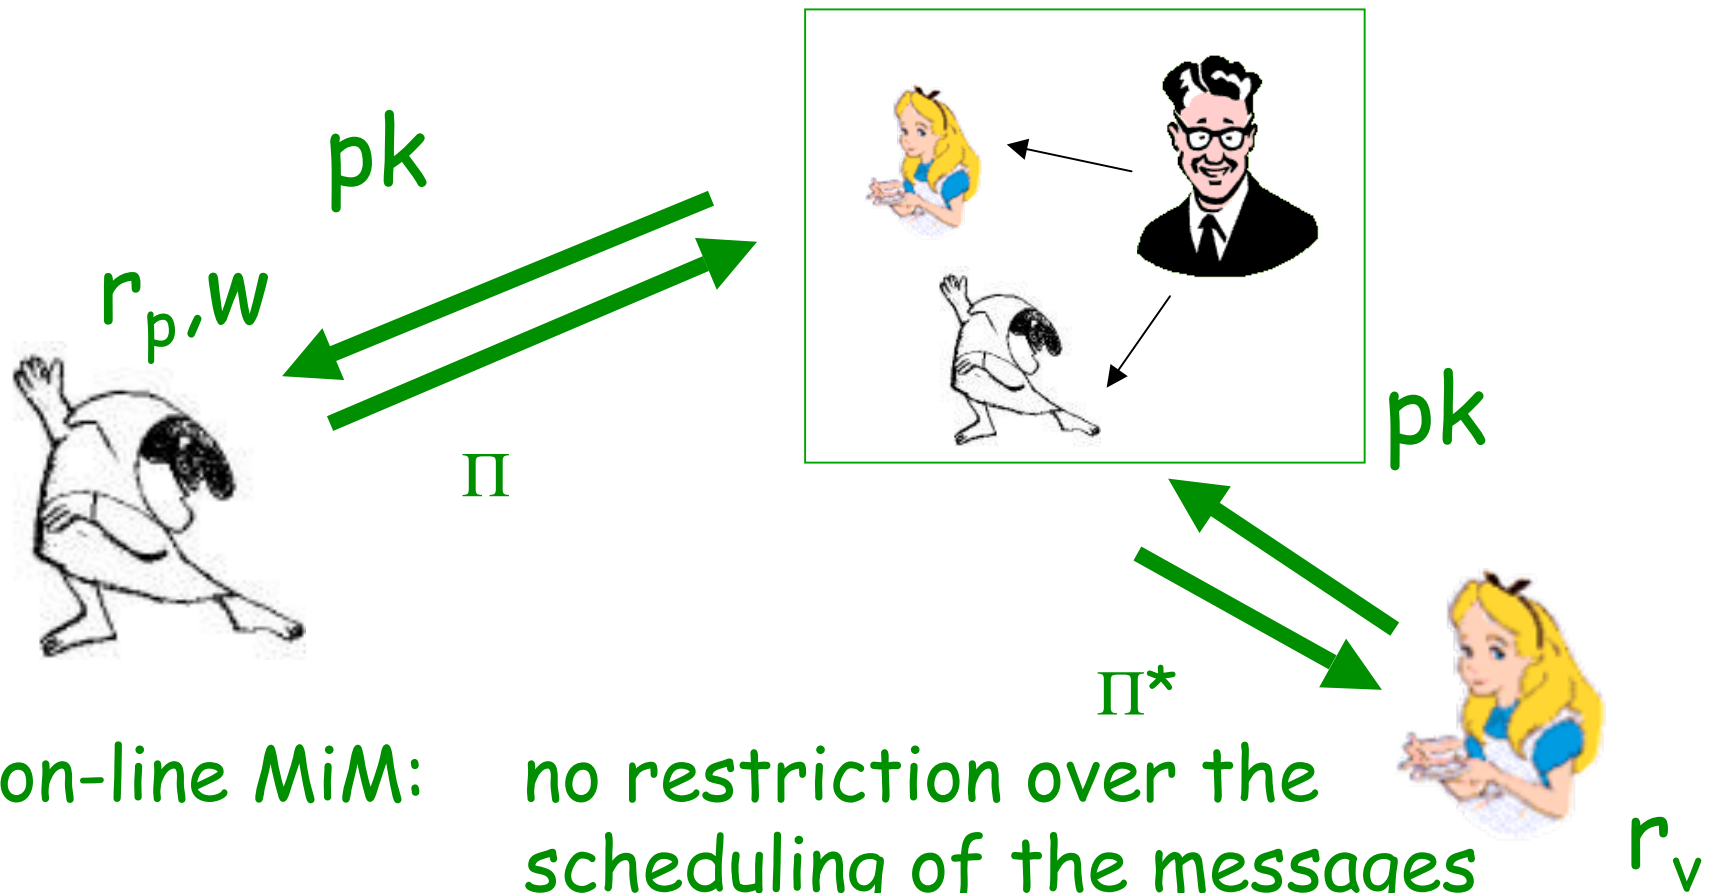 pk
r_p,w
Π
pk
Π*
on-line MiM: no restriction over the
scheduling of the messages
r_v